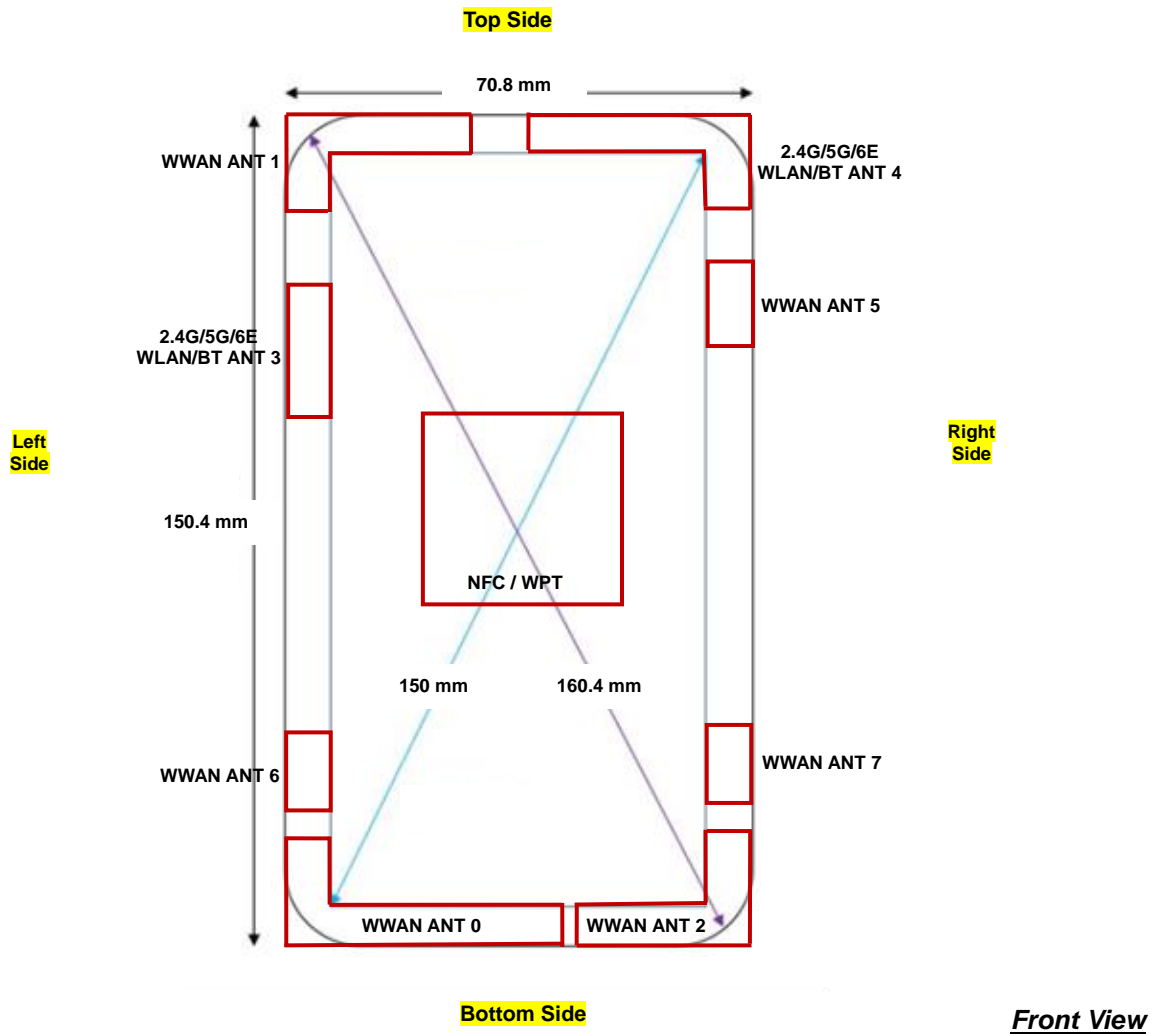 Top Side
70.8 mm
WWAN ANT 1
2.4G/5G/6E
WLAN/BT ANT 4
WWAN ANT 5
2.4G/5G/6E
WLAN/BT ANT 3
Left
Side
Right
Side
150.4 mm
NFC / WPT
150 mm
160.4 mm
WWAN ANT 6
WWAN ANT 7
WWAN ANT 0
WWAN ANT 2
Bottom Side
Front View